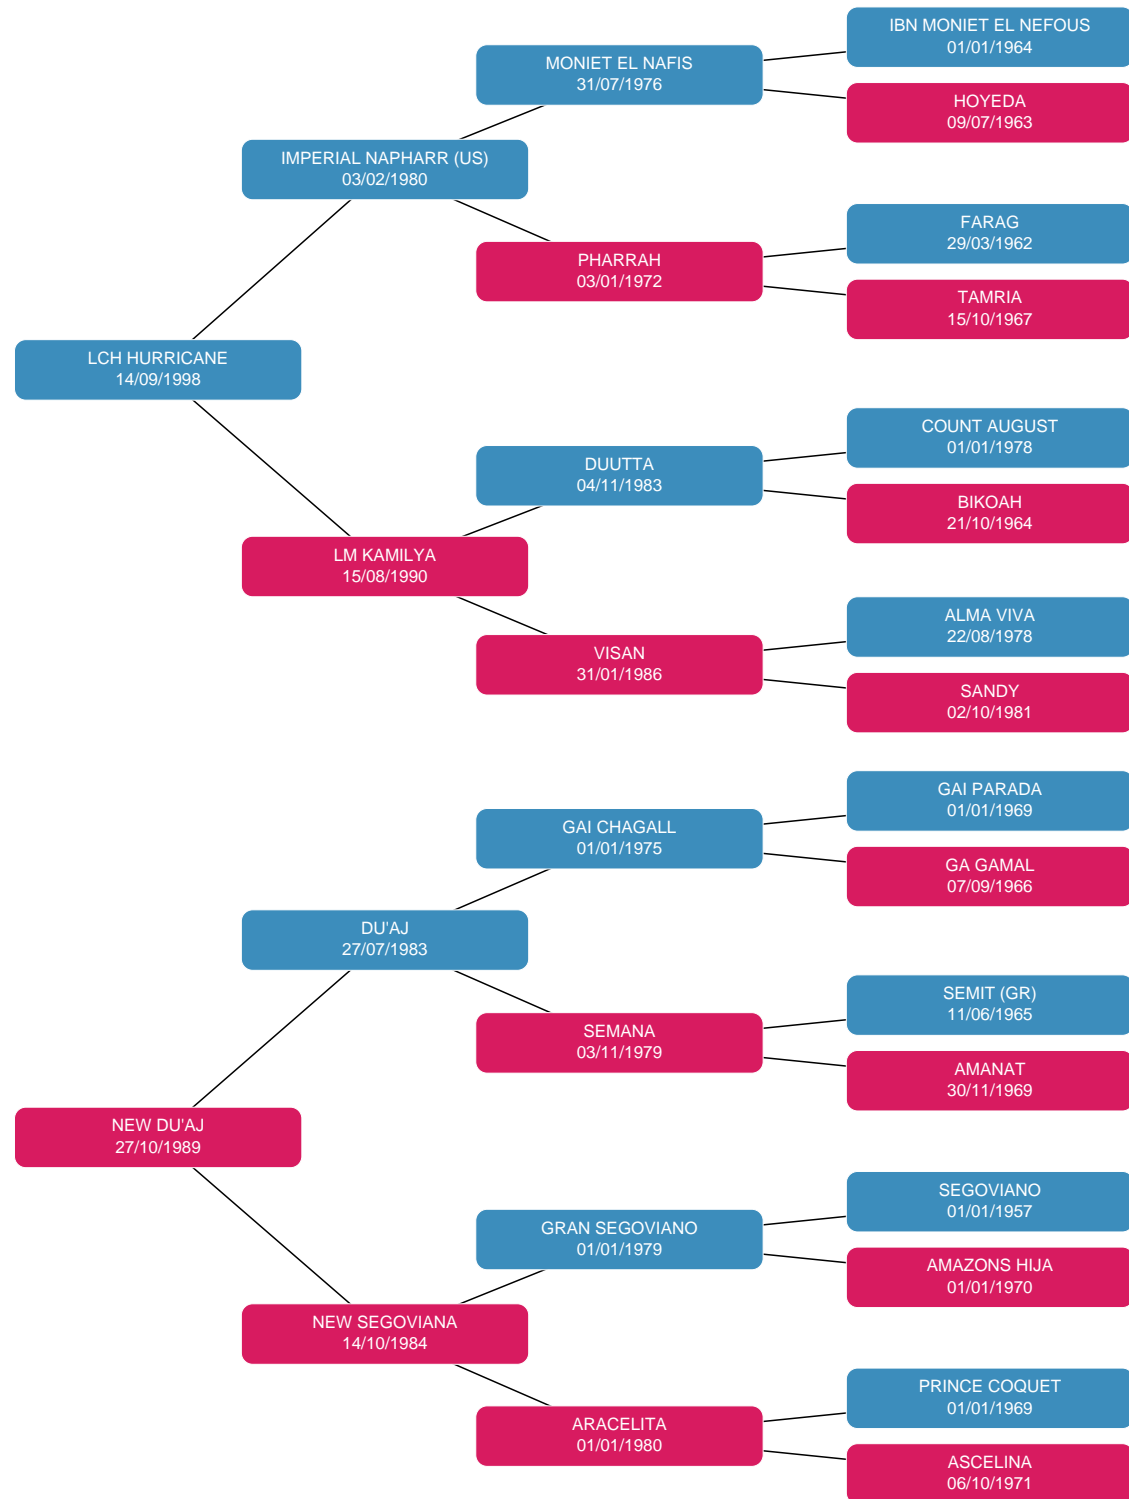 IBN MONIET EL NEFOUS
01/01/1964
MONIET EL NAFIS
31/07/1976
HOYEDA
09/07/1963
IMPERIAL NAPHARR (US)
03/02/1980
FARAG
29/03/1962
PHARRAH
03/01/1972
TAMRIA
15/10/1967
LCH HURRICANE
14/09/1998
COUNT AUGUST
01/01/1978
DUUTTA
04/11/1983
BIKOAH
21/10/1964
LM KAMILYA
15/08/1990
ALMA VIVA
22/08/1978
VISAN
31/01/1986
SANDY
02/10/1981
GAI PARADA
01/01/1969
GAI CHAGALL
01/01/1975
GA GAMAL
07/09/1966
DU'AJ
27/07/1983
SEMIT (GR)
11/06/1965
SEMANA
03/11/1979
AMANAT
30/11/1969
NEW DU'AJ
27/10/1989
SEGOVIANO
01/01/1957
GRAN SEGOVIANO
01/01/1979
AMAZONS HIJA
01/01/1970
NEW SEGOVIANA
14/10/1984
PRINCE COQUET
01/01/1969
ARACELITA
01/01/1980
ASCELINA
06/10/1971